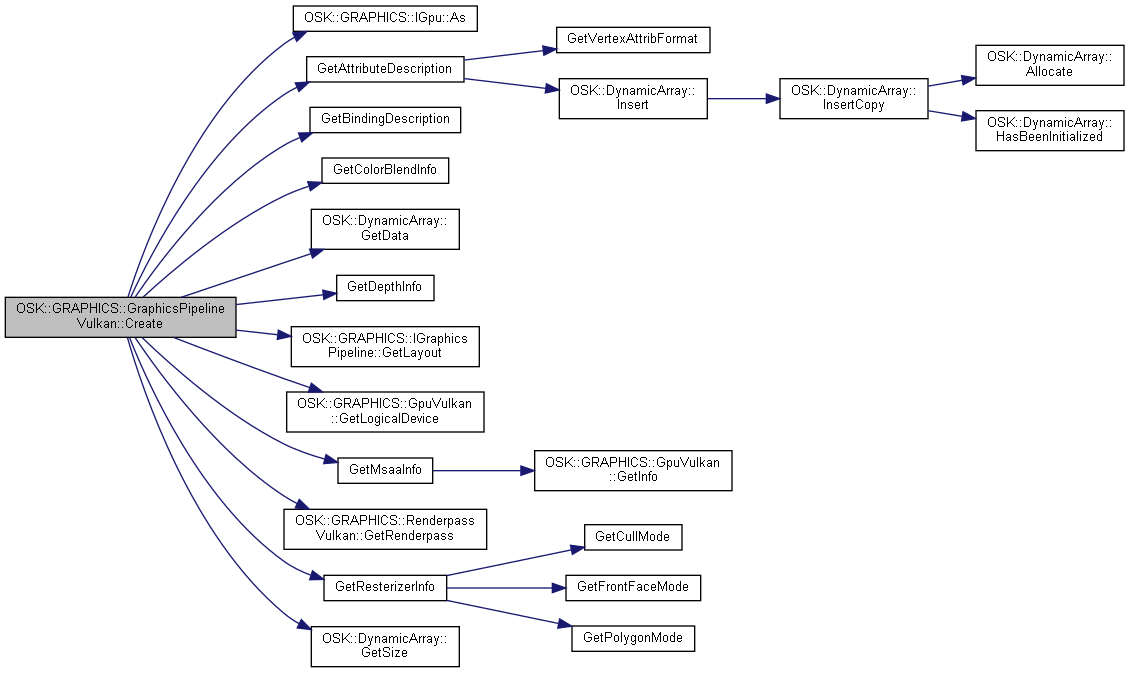 OSK::GRAPHICS::IGpu::As
GetAttributeDescription
GetVertexAttribFormat
OSK::DynamicArray::
Insert
OSK::DynamicArray::
InsertCopy
OSK::DynamicArray::
Allocate
OSK::DynamicArray::
HasBeenInitialized
GetBindingDescription
GetColorBlendInfo
OSK::DynamicArray::
GetData
GetDepthInfo
OSK::GRAPHICS::GraphicsPipeline
Vulkan::Create
OSK::GRAPHICS::IGraphics
Pipeline::GetLayout
OSK::GRAPHICS::GpuVulkan
::GetLogicalDevice
GetMsaaInfo
OSK::GRAPHICS::GpuVulkan
::GetInfo
OSK::GRAPHICS::Renderpass
Vulkan::GetRenderpass
GetResterizerInfo
GetCullMode
GetFrontFaceMode
GetPolygonMode
OSK::DynamicArray::
GetSize